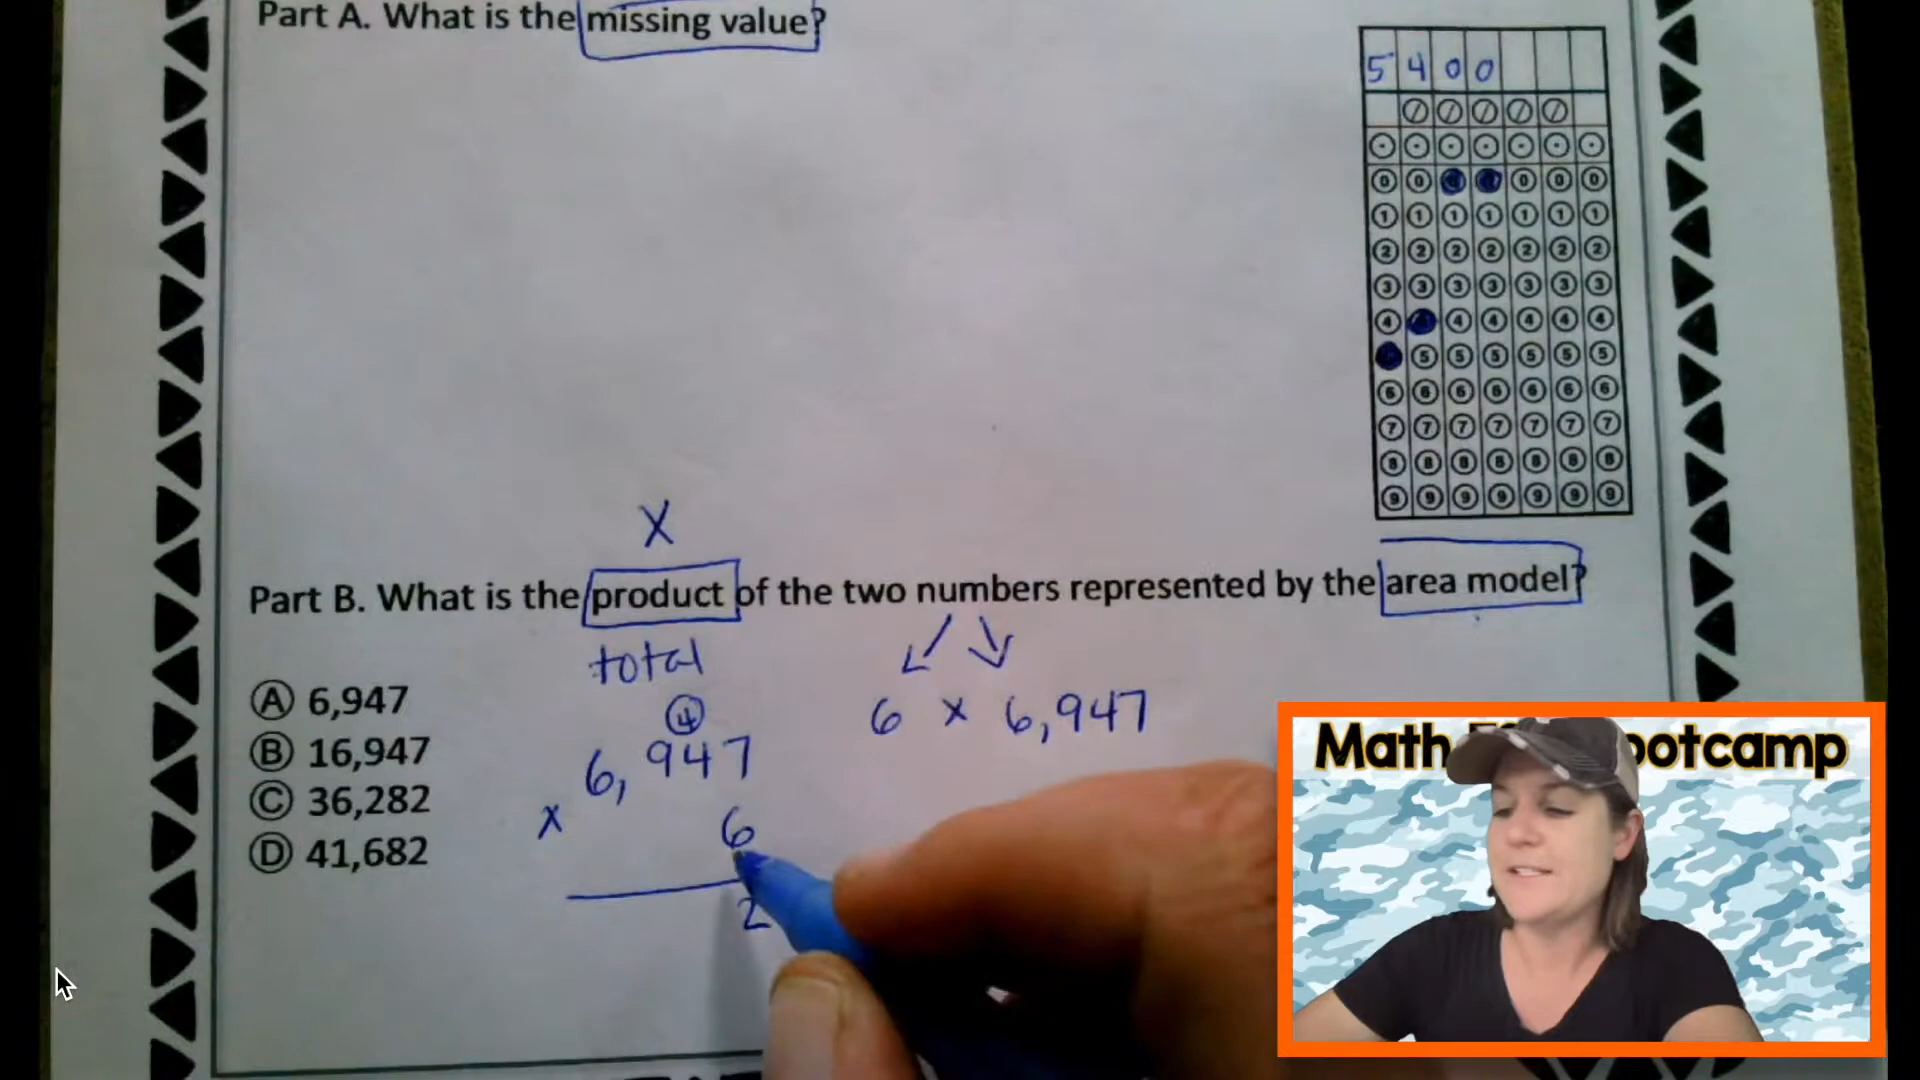 Part A. What is the missing value?
5 4 0 0
0 0 0 0 0
1 1 1 1 1 1 1
2 2 2 2 2 2 2
3 3 3 3 3 3 3
4 4 4 4 4 4
5 5 5 5 5 5
6 6 6 6 6 6 6
7 7 7 7 7 7 7
8 8 8 8 8 8 8
9 9 9 9 9 9 9
X
Part B. What is the product of the two numbers represented by the area model?
total
A 6,947
B 16,947
C 36,282
D 41,682
4
6,947
x 6
2
6 x 6,947
Math
otcamp